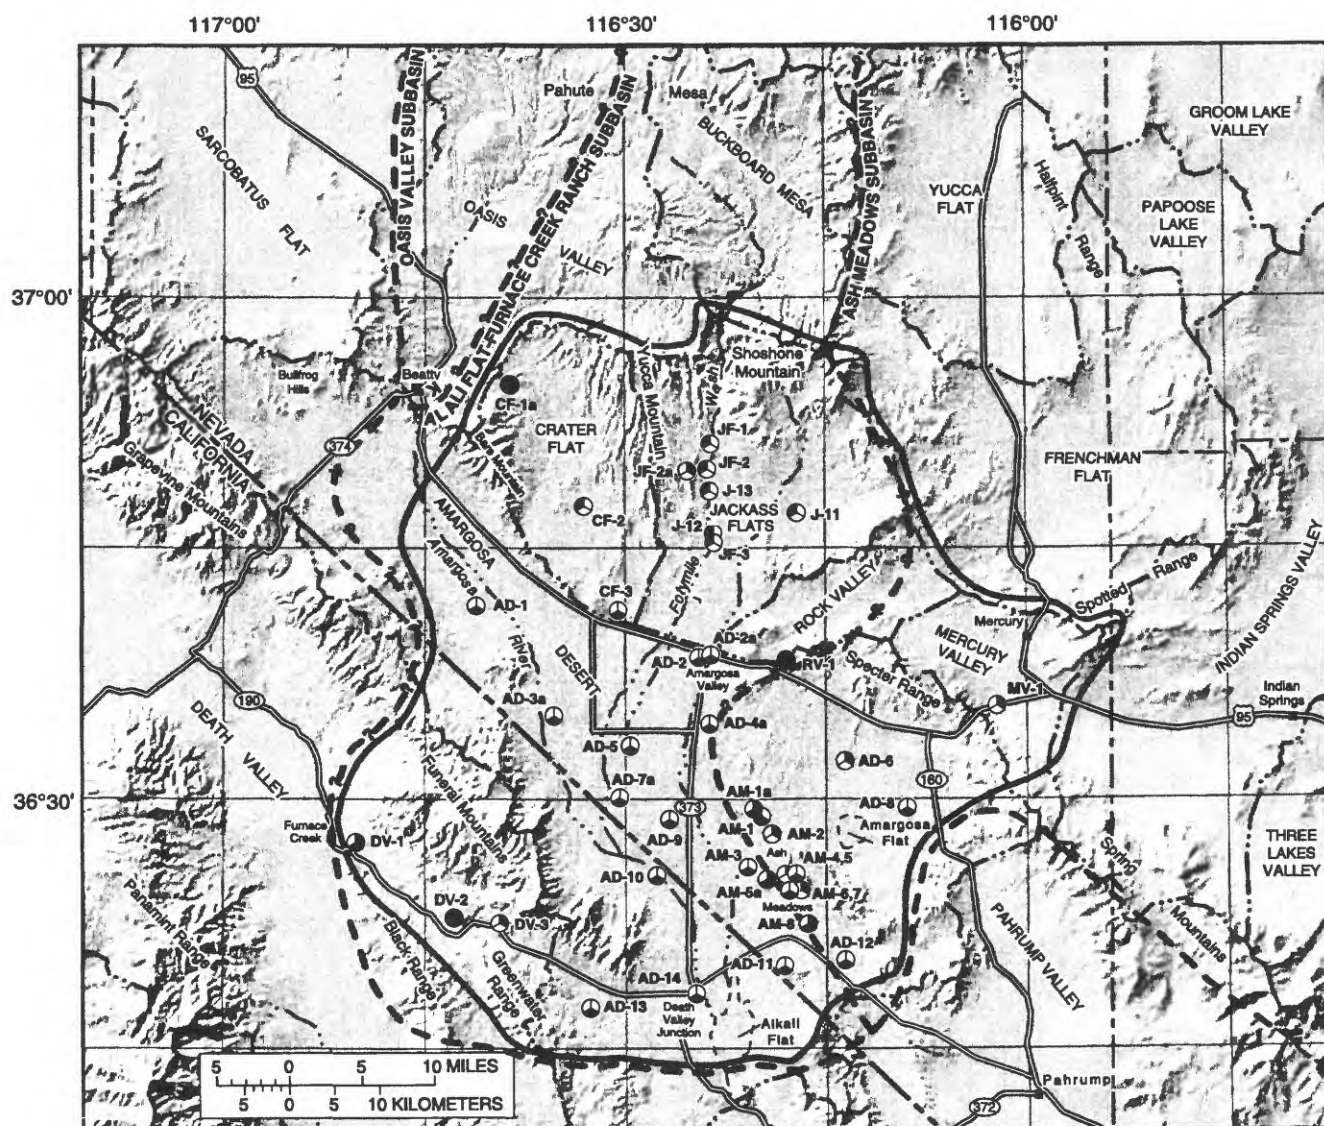 117°00'
116°30'
116°00'
95
Pahute
Mesa
GROOM LAKE
VALLEY
SARCOBATUS
FLAT
OASIS VALLEY SUBBASIN
BUCKBOARD MESA
ASH MEADOWS SUBBASIN
YUCCA
FLAT
Halfpint
Range
PAPOOSE
LAKE
VALLEY
OASIS
VALLEY
ALKALI FLAT-FURNACE CREEK RANCH SUBBASIN
37°00'
Shoshone
Mountain
Bullfrog
Hills
Beatty
CF-1a
Yucca Mountain
Wash
NEVADA
CALIFORNIA
374
Bare Mountain
CRATER
FLAT
JF-1
JF-2a
JF-2
FRENCHMAN
FLAT
Grapevine Mountains
J-13
JACKASS
FLATS
CF-2
J-12
J-11
JF-3
AMARGOSA
Amargosa
Fotymile
ROCK VALLEY
Spotted
Range
INDIAN SPRINGS VALLEY
AD-1
CF-3
Mercury
MERCURY
VALLEY
River
DESERT
AD-2a
AD-2
Amargosa
Valley
RV-1
Specter Range
MV-1
Indian
Springs
190
DEATH
VALLEY
AD-3a
AD-4a
95
AD-5
AD-6
160
Funeral Mountains
AD-7a
AM-1a
36°30'
373
AD-8
Amargosa
Flat
Furnace
Creek
DV-1
AD-9
AM-1
AM-2
THREE
LAKES
VALLEY
Ash
AM-3
AM-4,5
AD-10
AM-5a
AM-6,7
Meadows
Spring
Mountains
Panamint Range
DV-2
DV-3
AM-8
PAHRUMP VALLEY
Black Range
Greenwater
Range
AD-12
AD-11
AD-14
AD-13
Death
Valley
Junction
Alkali
Flat
5 0 5 10 MILES
5 0 5 10 KILOMETERS
Pahrump
372